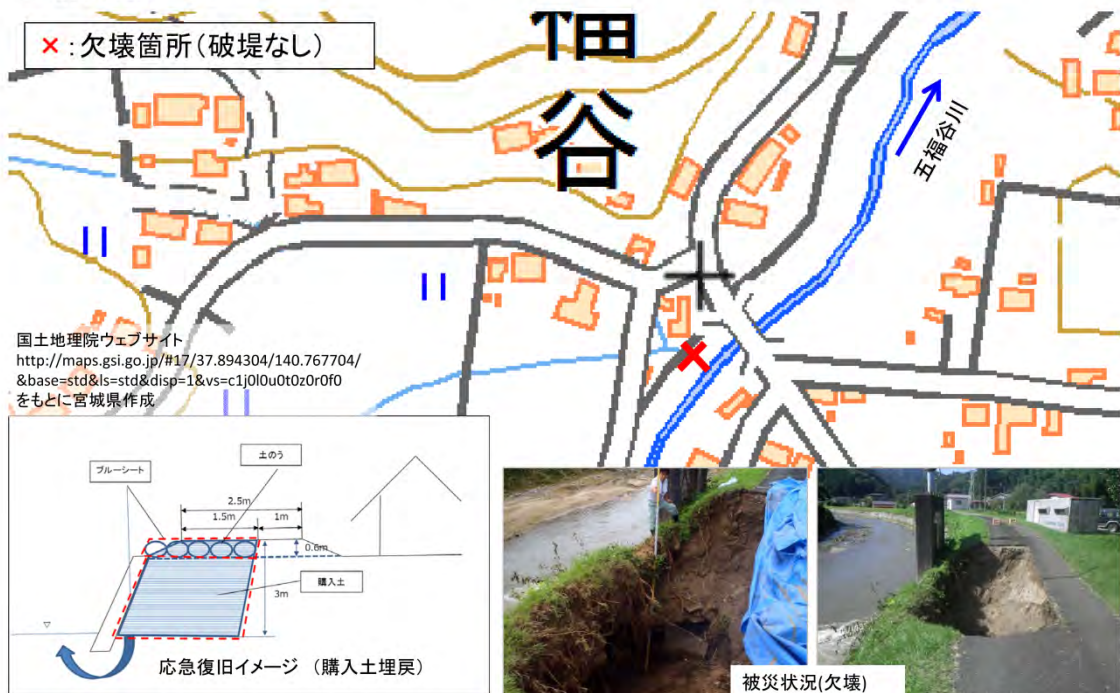 ×：欠壊箇所（破堤なし）
福
谷
五福谷川
国土地理院ウェブサイト
http://maps.gsi.go.jp/#17/37.894304/140.767704/
&base=std&ls=std&disp=1&vs=c1j0l0u0t0z0r0f0
をもとに宮城県作成
ブルーシート
土のう
2.5m
1.5m
1m
0.6m
購入土
3m
応急復旧イメージ （購入土埋戻）
被災状況(欠壊)